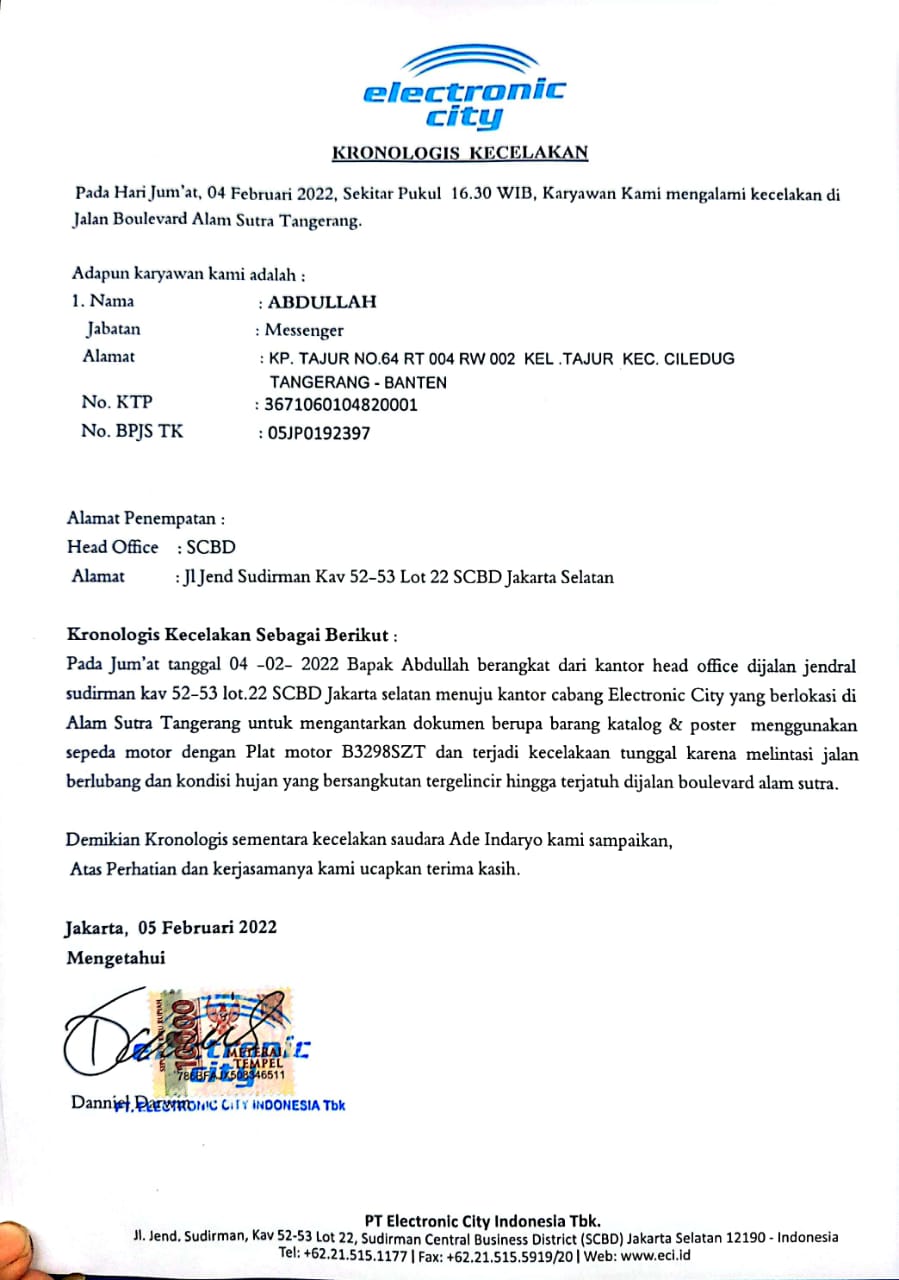 electronic
city
KRONOLOGIS KECELAKAN
Pada Hari Jum'at, 04 Februari 2022, Sekitar Pukul 16.30 WIB, Karyawan Kami mengalami kecelakan di
Jalan Boulevard Alam Sutra Tangerang.
Adapun karyawan kami adalah :
1. Nama : ABDULLAH
Jabatan : Messenger
Alamat : KP. TAJUR NO.64 RT 004 RW 002 KEL .TAJUR KEC. CILEDUG
TANGERANG - BANTEN
No. KTP : 3671060104820001
No. BPJS TK : 05JP0192397
Alamat Penempatan :
Head Office : SCBD
Alamat : Jl Jend Sudirman Kav 52-53 Lot 22 SCBD Jakarta Selatan
Kronologis Kecelakan Sebagai Berikut :
Pada Jum'at tanggal 04 -02- 2022 Bapak Abdullah berangkat dari kantor head office dijalan jendral
sudirman kav 52-53 lot.22 SCBD Jakarta selatan menuju kantor cabang Electronic City yang berlokasi di
Alam Sutra Tangerang untuk mengantarkan dokumen berupa barang katalog & poster menggunakan
sepeda motor dengan Plat motor B3298SZT dan terjadi kecelakaan tunggal karena melintasi jalan
berlubang dan kondisi hujan yang bersangkutan tergelincir hingga terjatuh dijalan boulevard alam sutra.
Demikian Kronologis sementara kecelakan saudara Ade Indaryo kami sampaikan,
Atas Perhatian dan kerjasamanya kami ucapkan terima kasih.
Jakarta, 05 Februari 2022
Mengetahui
10000
METERAI
TEMPEL
city
Danniel Darwin
PT. ELECTRONIC CITY INDONESIA Tbk
PT Electronic City Indonesia Tbk.
Jl. Jend. Sudirman, Kav 52-53 Lot 22, Sudirman Central Business District (SCBD) Jakarta Selatan 12190 - Indonesia
Tel: +62.21.515.1177 | Fax: +62.21.515.5919/20 | Web: www.eci.id